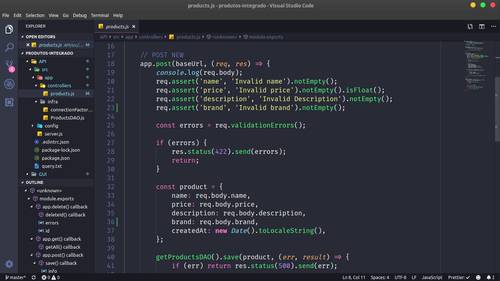 products.js - produtos-integrado - Visual Studio Code
File Edit Selection View Go Debug Terminal Help
EXPLORER
OPEN EDITORS
products.js
M
PRODUTOS-INTEGRADO
API
src
app
controllers
products.js M
infra
connectionFactor...
ProductsDAO.js
config
server.js
.eslintrc.json
package-lock.json
package.json
query.txt
GUI
OUTLINE
<unknown>
module.exports
app.delete() callback
deleteId() callback
errors
id
app.get() callback
getAll() callback
app.post() callback
save() callback
info
products.js
API src app controllers products.js <unknown> module.exports
16
17 // POST NEW
18 app.post(baseUrl, (req, res) => {
19 console.log(req.body);
20 req.assert('name', 'Invalid name').notEmpty();
21 req.assert('price', 'Invalid price').notEmpty().isFloat();
22 req.assert('description', 'Invalid Description').notEmpty();
23 req.assert('brand', 'Invalid brand').notEmpty();
24
25 const errors = req.validationErrors();
26
27 if (errors) {
28 res.status(422).send(errors);
29 return;
30 }
31
32 const product = {
33 name: req.body.name,
34 price: req.body.price,
35 description: req.body.description,
36 brand: req.body.brand,
37 createdAt: new Date().toLocaleString(),
38 };
39
40 getProductsDAO().save(product, (err, result) => {
41 if (err) return res.status(500).send(err);
master* Ln 8, Col 11 Spaces: 4 UTF-8 LF JavaScript Prettier: ✓